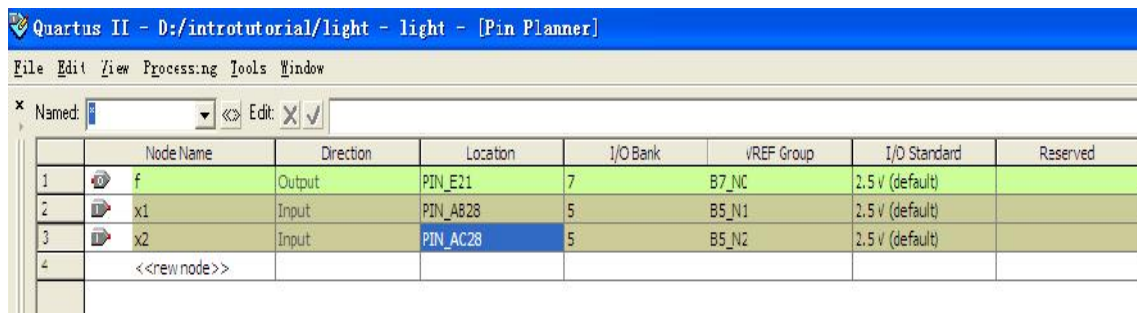 Quartus II - D:/introtutorial/light - light - [Pin Planner]
File Edit View Processing Tools Window
Named: * Edit:
Node Name Direction Location I/O Bank VREF Group I/O Standard Reserved
1 f Output PIN_E21 7 B7_N0 2.5 V (default)
2 x1 Input PIN_AB28 5 B5_N1 2.5 V (default)
3 x2 Input PIN_AC28 5 B5_N2 2.5 V (default)
4 <<new node>>